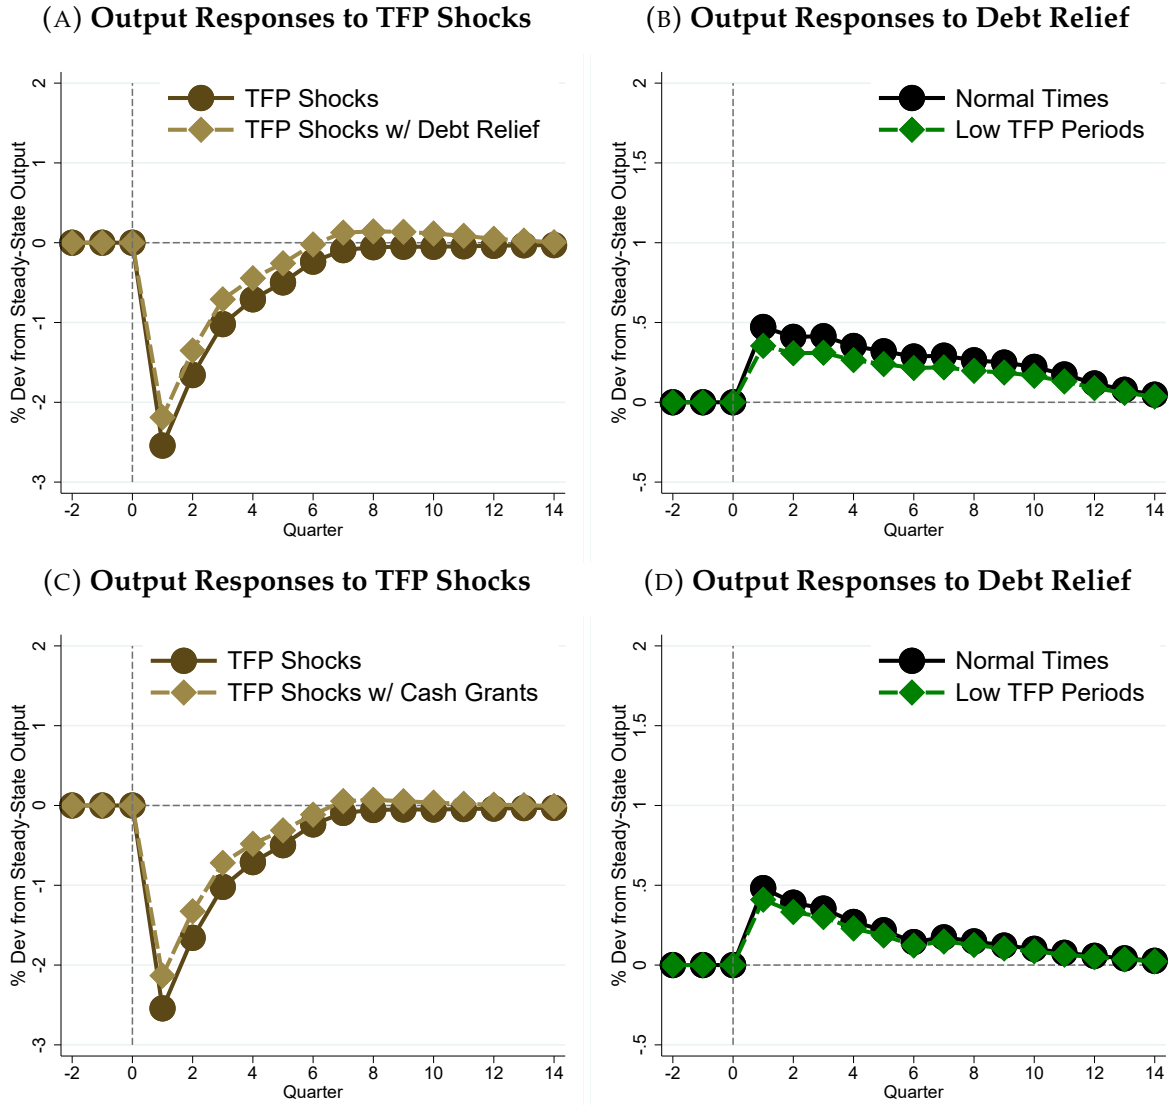 (A) Output Responses to TFP Shocks
% Dev from Steady-State Output
2
1
0
-1
-2
-3
TFP Shocks
TFP Shocks w/ Debt Relief
-2 0 2 4 6 8 10 12 14
Quarter
(B) Output Responses to Debt Relief
% Dev from Steady-State Output
2
1.5
1
.5
0
-.5
Normal Times
Low TFP Periods
-2 0 2 4 6 8 10 12 14
Quarter
(C) Output Responses to TFP Shocks
% Dev from Steady-State Output
2
1
0
-1
-2
-3
TFP Shocks
TFP Shocks w/ Cash Grants
-2 0 2 4 6 8 10 12 14
Quarter
(D) Output Responses to Debt Relief
% Dev from Steady-State Output
2
1.5
1
.5
0
-.5
Normal Times
Low TFP Periods
-2 0 2 4 6 8 10 12 14
Quarter